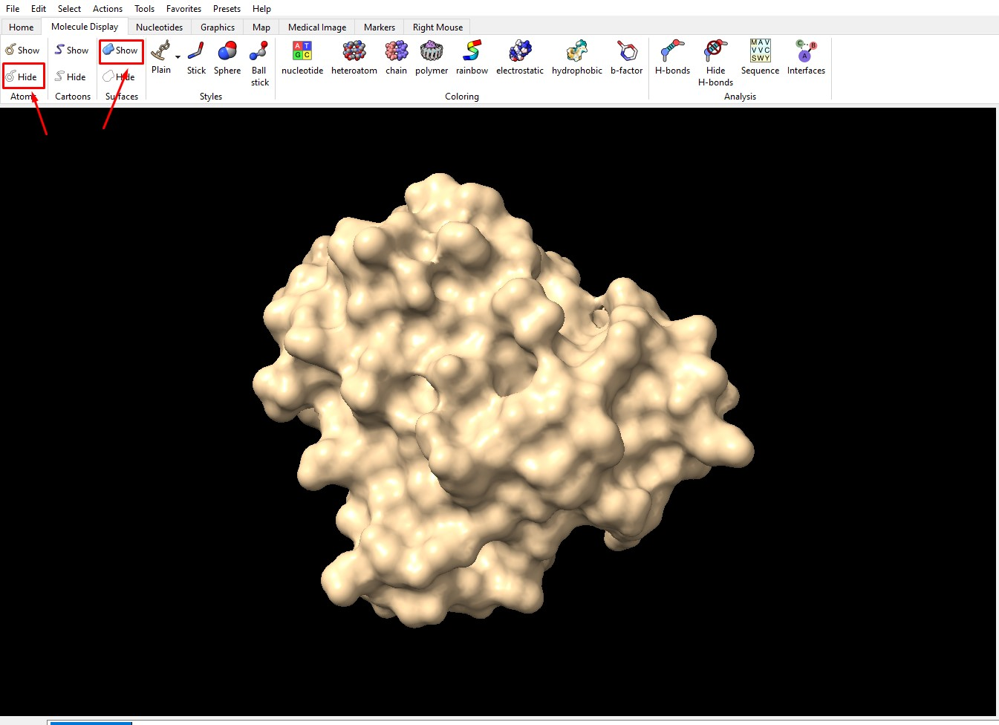 File Edit Select Actions Tools Favorites Presets Help
Home Molecule Display Nucleotides Graphics Map Medical Image Markers Right Mouse
Show Show Show
Hide Hide Hide
Atoms Cartoons Surfaces
Plain Stick Sphere Ball stick
Styles
A T
G C
nucleotide heteroatom chain polymer rainbow electrostatic hydrophobic b-factor
Coloring
H-bonds Hide H-bonds
M A V
V V C
S W Y
Sequence
C B
A
Interfaces
Analysis